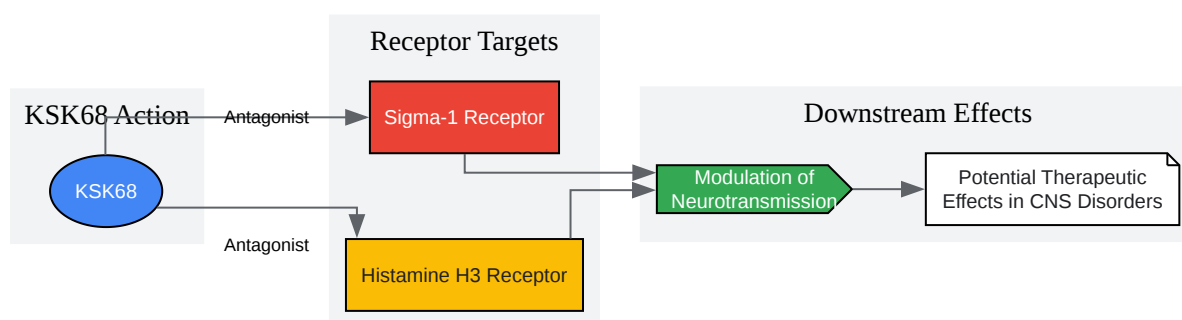 KSK68 Action
KSK68
Antagonist
Antagonist
Receptor Targets
Sigma-1 Receptor
Histamine H3 Receptor
Downstream Effects
Modulation of
Neurotransmission
Potential Therapeutic
Effects in CNS Disorders